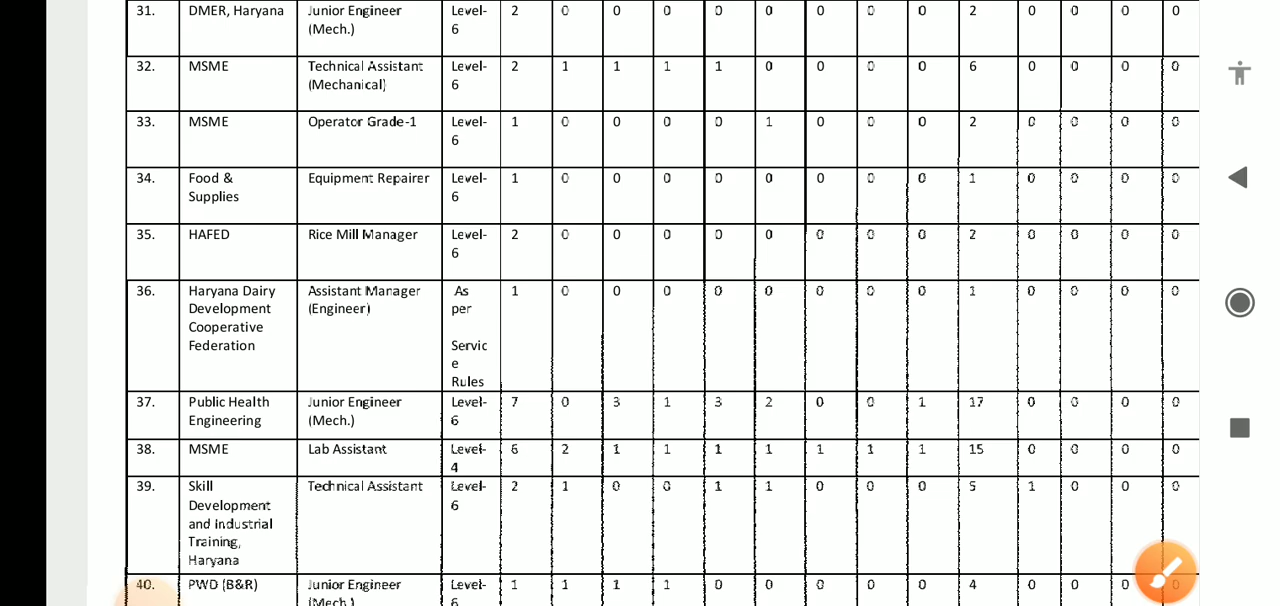 31. DMER, Haryana Junior Engineer Level- 2 0 0 0 0 0 0 0 0 2 0 0 0 0
(Mech.) 6
32. MSME Technical Assistant Level- 2 1 1 1 1 0 0 0 0 6 0 0 0 0
(Mechanical) 6
33. MSME Operator Grade-1 Level- 1 0 0 0 0 1 0 0 0 2 0 0 0 0
6
34. Food & Equipment Repairer Level- 1 0 0 0 0 0 0 0 0 1 0 0 0 0
Supplies 6
35. HAFED Rice Mill Manager Level- 2 0 0 0 0 0 0 0 0 2 0 0 0 0
6
36. Haryana Dairy Assistant Manager As 1 0 0 0 0 0 0 0 0 1 0 0 0 0
Development (Engineer) per
Cooperative
Federation Servic
e
Rules
37. Public Health Junior Engineer Level- 7 0 3 1 3 2 0 0 1 17 0 0 0 0
Engineering (Mech.) 6
38. MSME Lab Assistant Level- 6 2 1 1 1 1 1 1 1 15 0 0 0 0
4
39. Skill Technical Assistant Level- 2 1 0 0 1 1 0 0 0 5 1 0 0 0
Development 6
and Industrial
Training,
Haryana
40. PWD (B&R) Junior Engineer Level- 1 1 1 1 0 0 0 0 0 4 0 0 0 0
(Mech.) 6